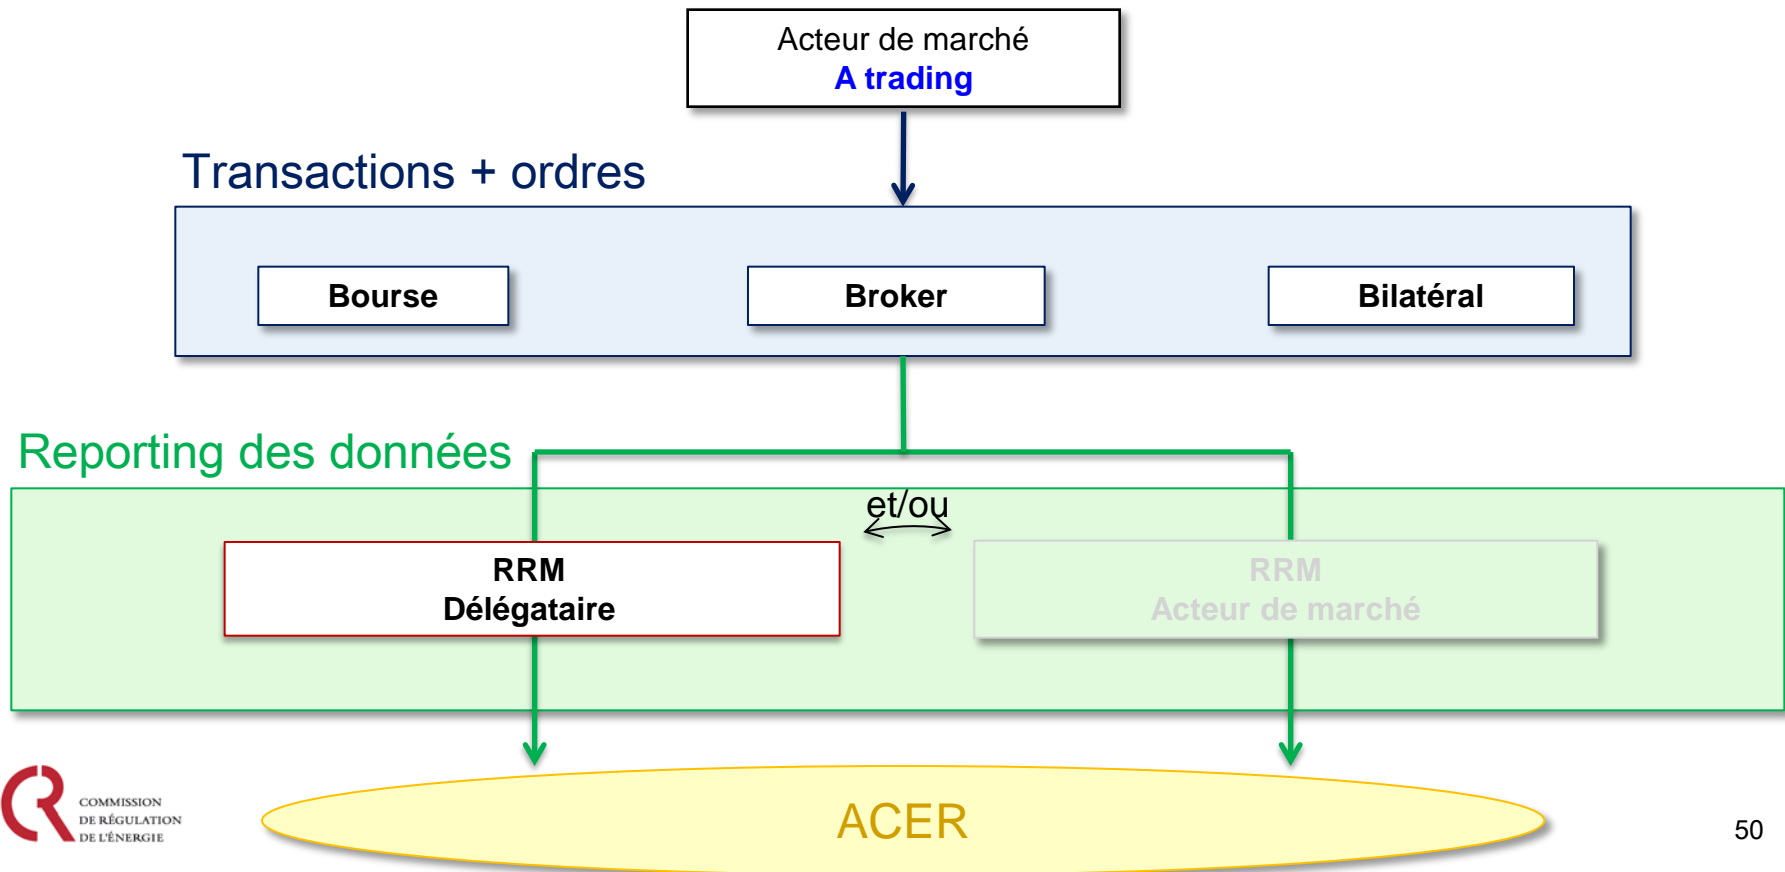 Acteur de marché
A trading
Transactions + ordres
Bourse
Broker
Bilatéral
Reporting des données
et/ou
RRM
Délégataire
RRM
Acteur de marché
COMMISSION
DE RÉGULATION
DE L'ÉNERGIE
ACER
50